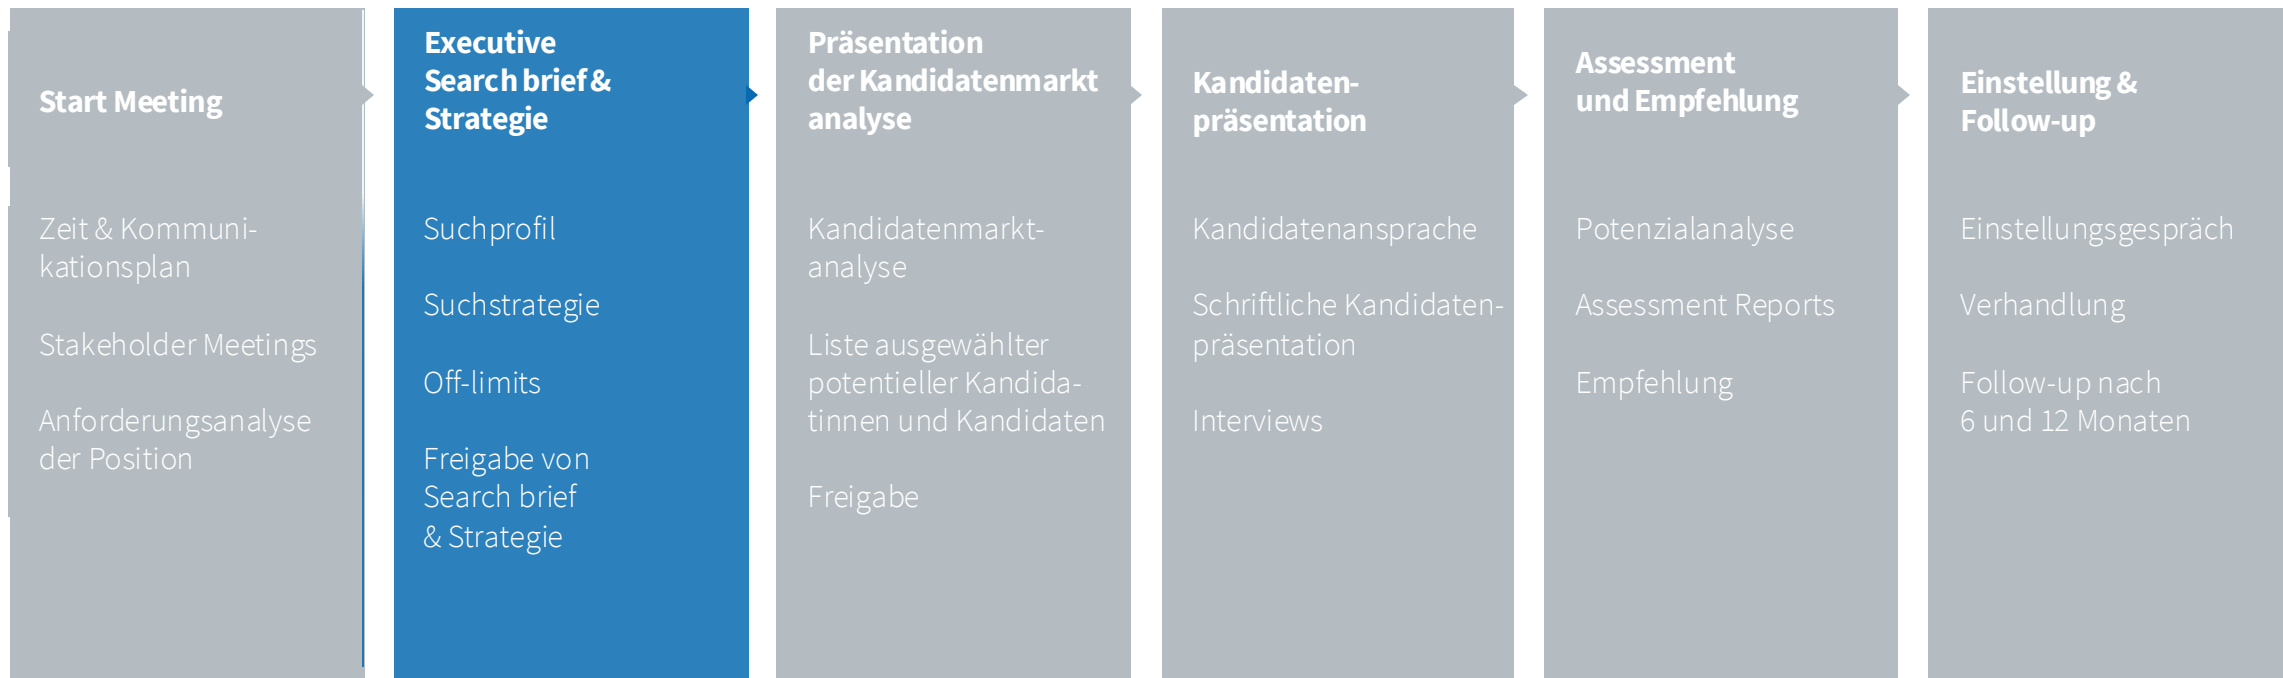 Start Meeting
Zeit & Kommuni-
kationsplan
Stakeholder Meetings
Anforderungsanalyse
der Position
Executive
Search brief &
Strategie
Suchprofil
Suchstrategie
Off-limits
Freigabe von
Search brief
& Strategie
Präsentation
der Kandidatenmarkt
analyse
Kandidatenmarkt-
analyse
Liste ausgewählter
potentieller Kandida-
tinnen und Kandidaten
Freigabe
Kandidaten-
präsentation
Kandidatenansprache
Schriftliche Kandidaten-
präsentation
Interviews
Assessment
und Empfehlung
Potenzialanalyse
Assessment Reports
Empfehlung
Einstellung &
Follow-up
Einstellungsgespräch
Verhandlung
Follow-up nach
6 und 12 Monaten